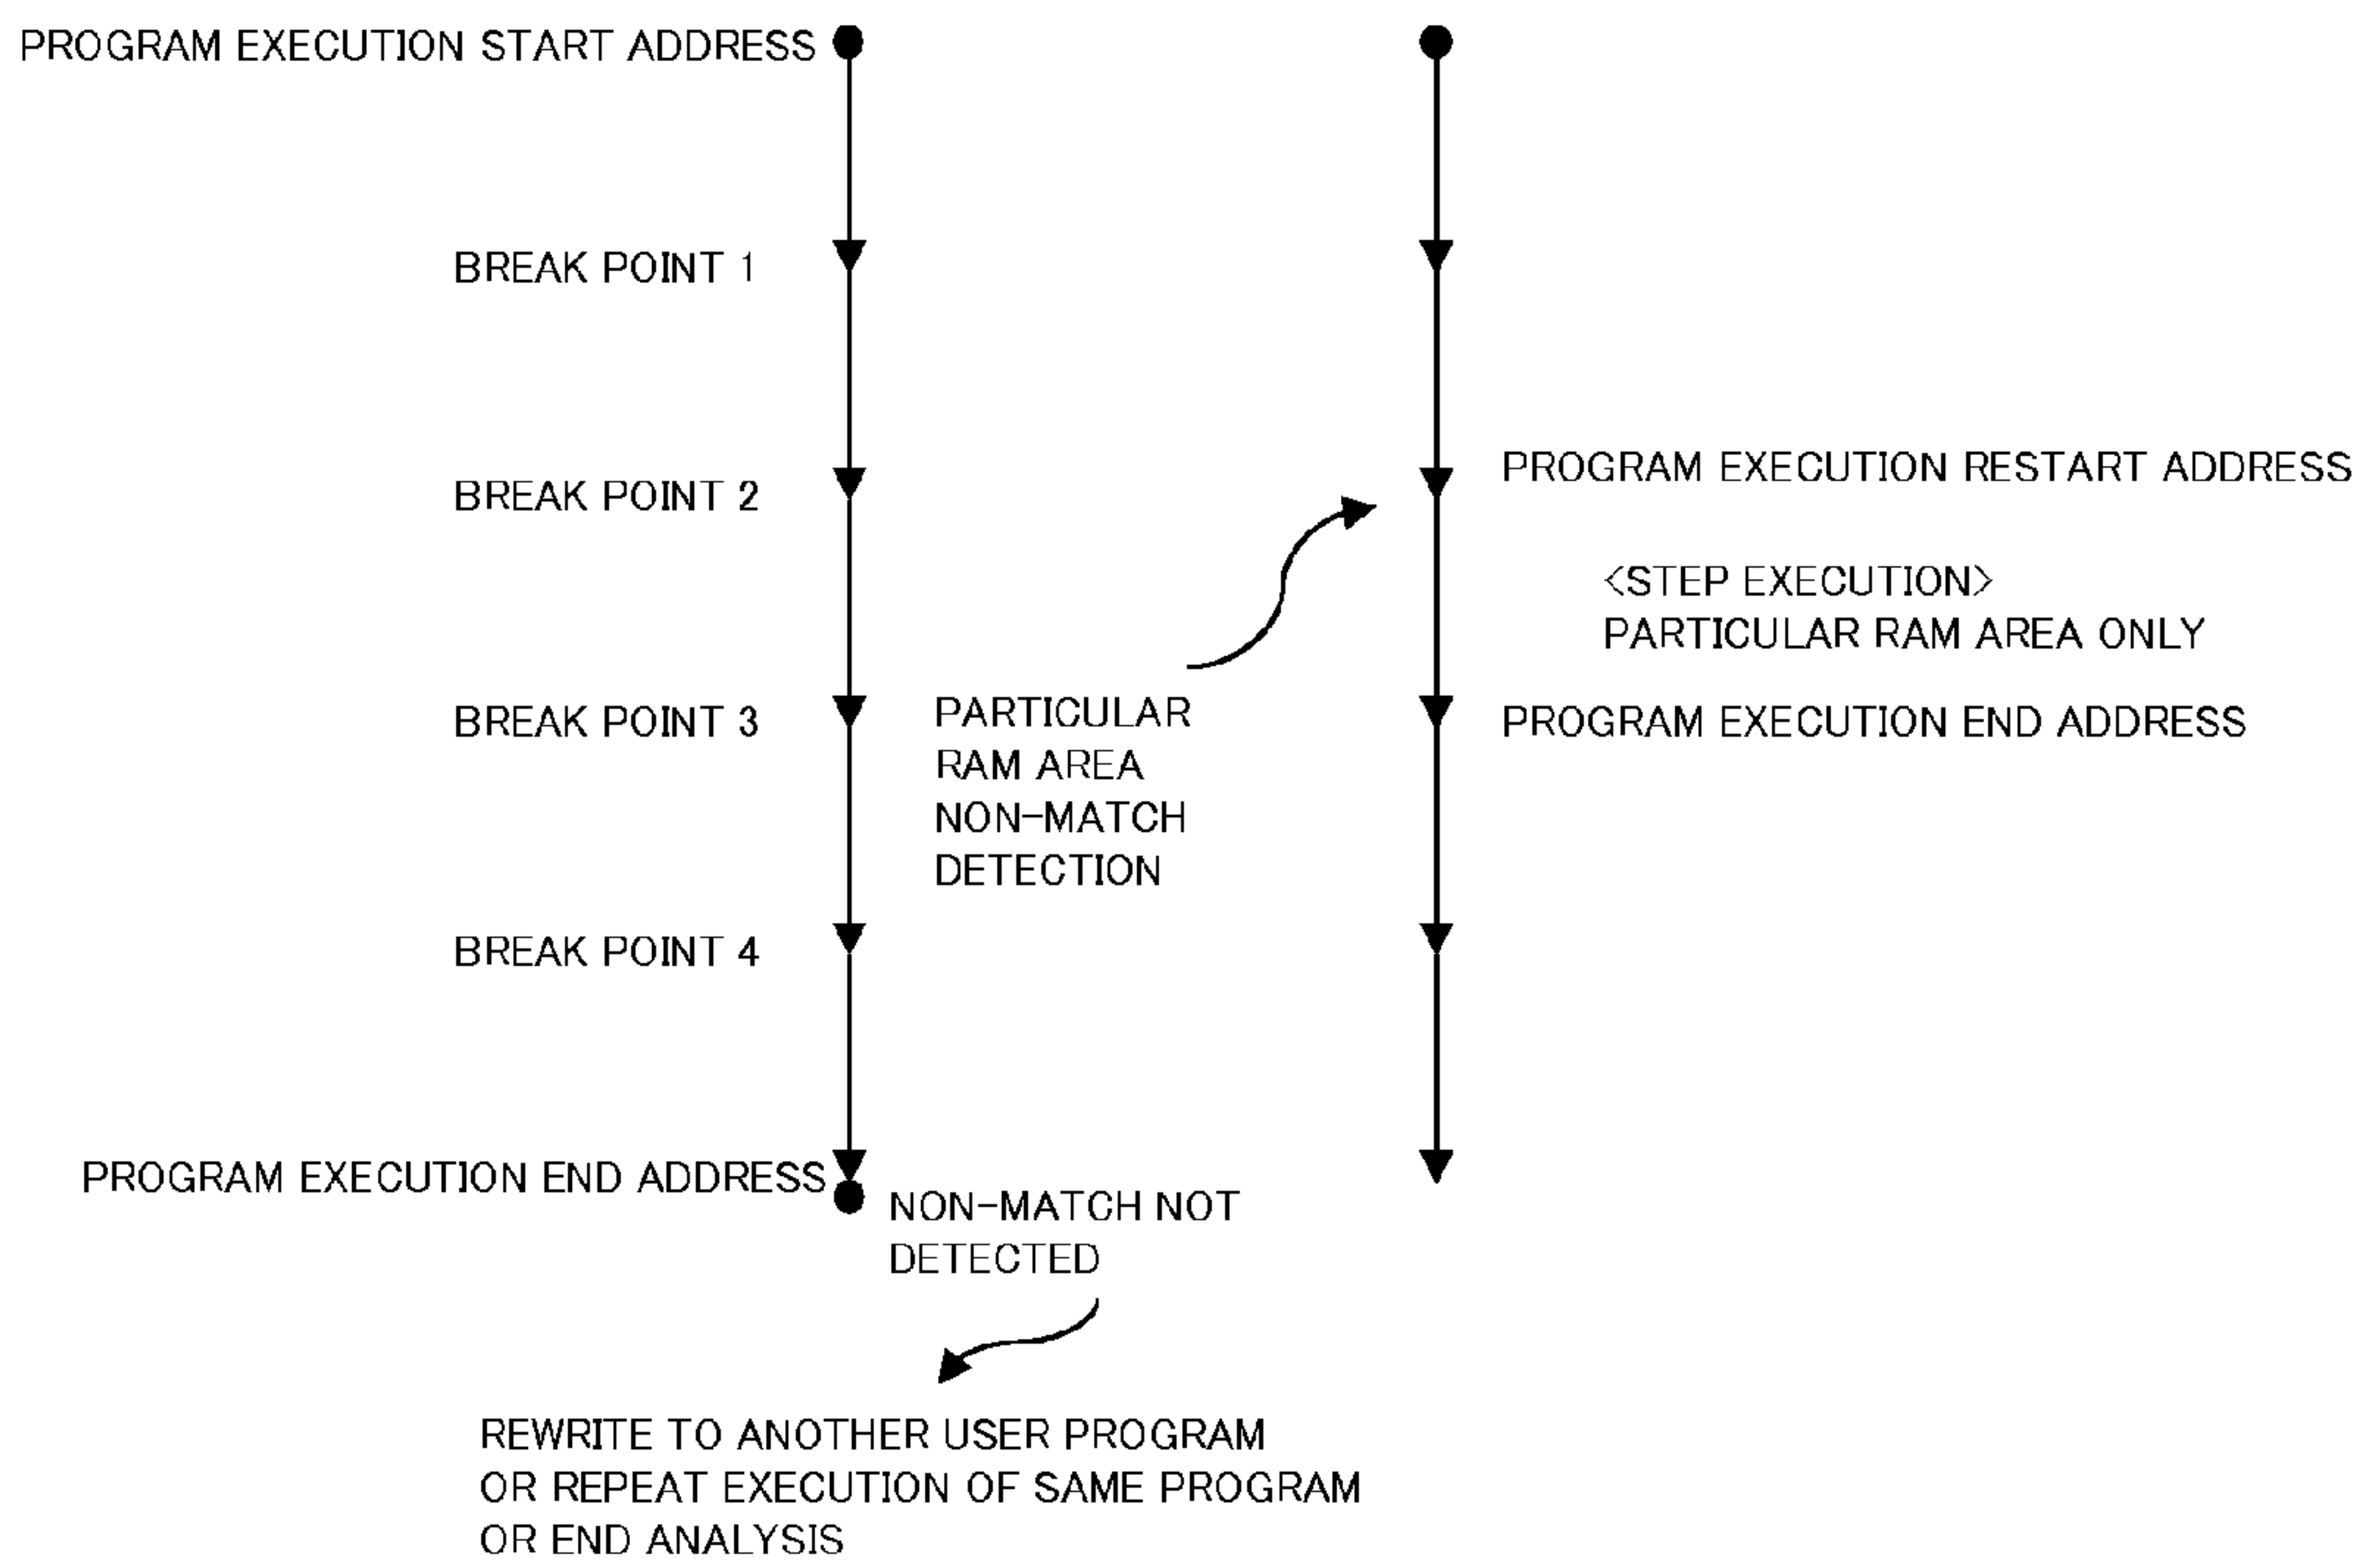 PROGRAM EXECUTION START ADDRESS
BREAK POINT 1
BREAK POINT 2
PROGRAM EXECUTION RESTART ADDRESS
<STEP EXECUTION>
PARTICULAR RAM AREA ONLY
BREAK POINT 3
PARTICULAR
RAM AREA
NON-MATCH
DETECTION
PROGRAM EXECUTION END ADDRESS
BREAK POINT 4
PROGRAM EXECUTION END ADDRESS
NON-MATCH NOT
DETECTED
REWRITE TO ANOTHER USER PROGRAM
OR REPEAT EXECUTION OF SAME PROGRAM
OR END ANALYSIS